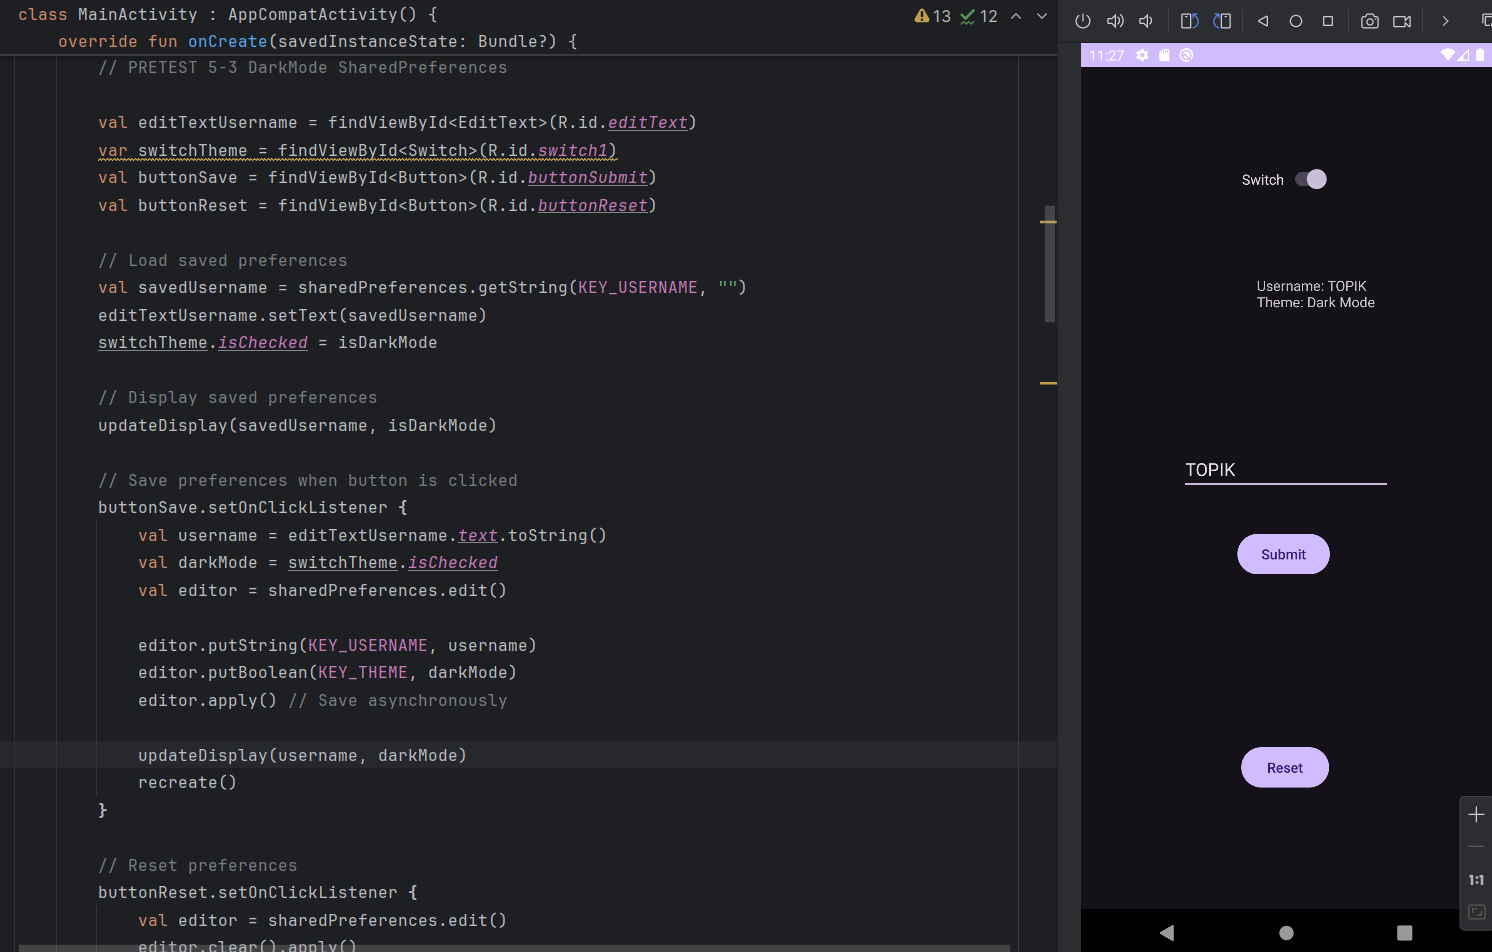 class MainActivity : AppCompatActivity() {
13 12
override fun onCreate(savedInstanceState: Bundle?) {
// PRETEST 5-3 DarkMode SharedPreferences
val editTextUsername = findViewById<EditText>(R.id.editText)
var switchTheme = findViewById<Switch>(R.id.switch1)
val buttonSave = findViewById<Button>(R.id.buttonSubmit)
val buttonReset = findViewById<Button>(R.id.buttonReset)
// Load saved preferences
val savedUsername = sharedPreferences.getString(KEY_USERNAME, "")
editTextUsername.setText(savedUsername)
switchTheme.isChecked = isDarkMode
// Display saved preferences
updateDisplay(savedUsername, isDarkMode)
// Save preferences when button is clicked
buttonSave.setOnClickListener {
val username = editTextUsername.text.toString()
val darkMode = switchTheme.isChecked
val editor = sharedPreferences.edit()
editor.putString(KEY_USERNAME, username)
editor.putBoolean(KEY_THEME, darkMode)
editor.apply() // Save asynchronously
updateDisplay(username, darkMode)
recreate()
}
// Reset preferences
buttonReset.setOnClickListener {
val editor = sharedPreferences.edit()
editor.clear().apply()
11:27
Switch
Username: TOPIK
Theme: Dark Mode
TOPIK
Submit
Reset
1:1